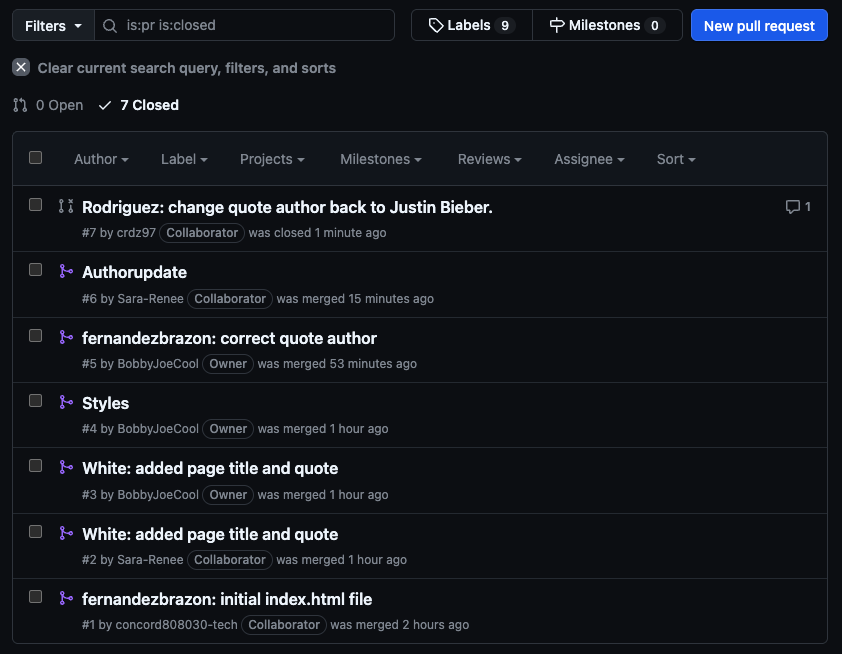 Filters is:pr is:closed Labels 9 Milestones 0 New pull request
Clear current search query, filters, and sorts
0 Open 7 Closed
Author Label Projects Milestones Reviews Assignee Sort
Rodriguez: change quote author back to Justin Bieber. 1
#7 by crdz97 Collaborator was closed 1 minute ago
Authorupdate
#6 by Sara-Renee Collaborator was merged 15 minutes ago
fernandezbrazon: correct quote author
#5 by BobbyJoeCool Owner was merged 53 minutes ago
Styles
#4 by BobbyJoeCool Owner was merged 1 hour ago
White: added page title and quote
#3 by BobbyJoeCool Owner was merged 1 hour ago
White: added page title and quote
#2 by Sara-Renee Collaborator was merged 1 hour ago
fernandezbrazon: initial index.html file
#1 by concord808030-tech Collaborator was merged 2 hours ago